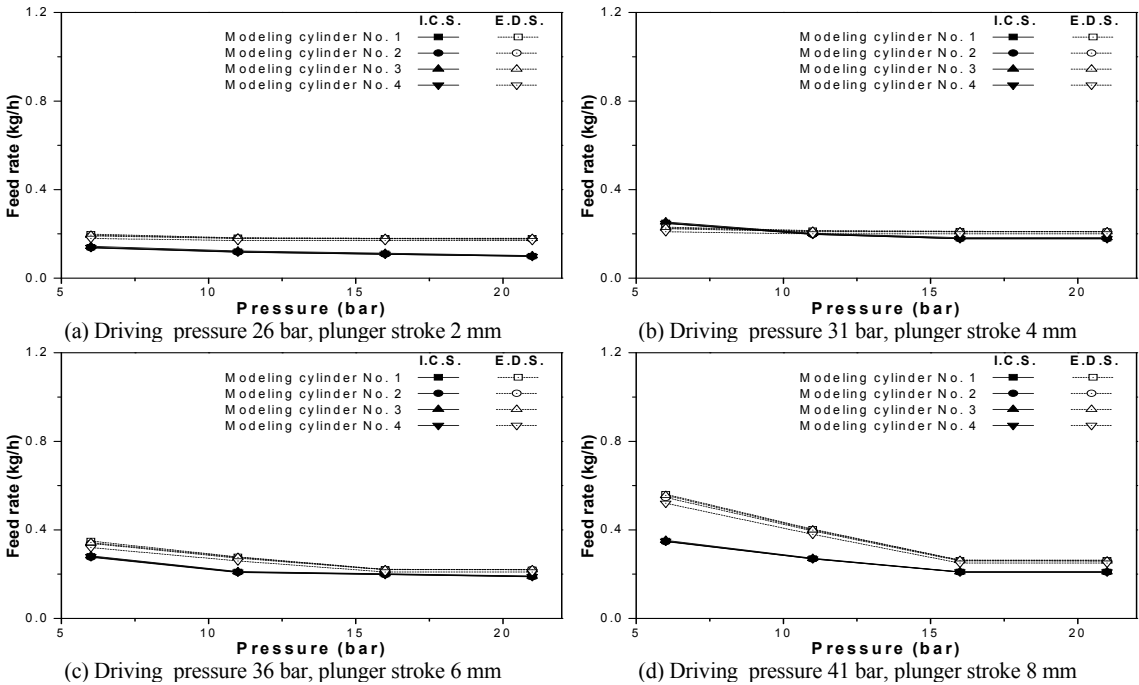 I.C.S. E.D.S.
Modeling cylinder No. 1
Modeling cylinder No. 2
Modeling cylinder No. 3
Modeling cylinder No. 4
1.2
0.8
0.4
0.0
Feed rate (kg/h)
5 10 15 20
Pressure (bar)
(a) Driving pressure 26 bar, plunger stroke 2 mm
I.C.S. E.D.S.
Modeling cylinder No. 1
Modeling cylinder No. 2
Modeling cylinder No. 3
Modeling cylinder No. 4
1.2
0.8
0.4
0.0
Feed rate (kg/h)
5 10 15 20
Pressure (bar)
(b) Driving pressure 31 bar, plunger stroke 4 mm
I.C.S. E.D.S.
Modeling cylinder No. 1
Modeling cylinder No. 2
Modeling cylinder No. 3
Modeling cylinder No. 4
1.2
0.8
0.4
0.0
Feed rate (kg/h)
5 10 15 20
Pressure (bar)
(c) Driving pressure 36 bar, plunger stroke 6 mm
I.C.S. E.D.S.
Modeling cylinder No. 1
Modeling cylinder No. 2
Modeling cylinder No. 3
Modeling cylinder No. 4
1.2
0.8
0.4
0.0
Feed rate (kg/h)
5 10 15 20
Pressure (bar)
(d) Driving pressure 41 bar, plunger stroke 8 mm